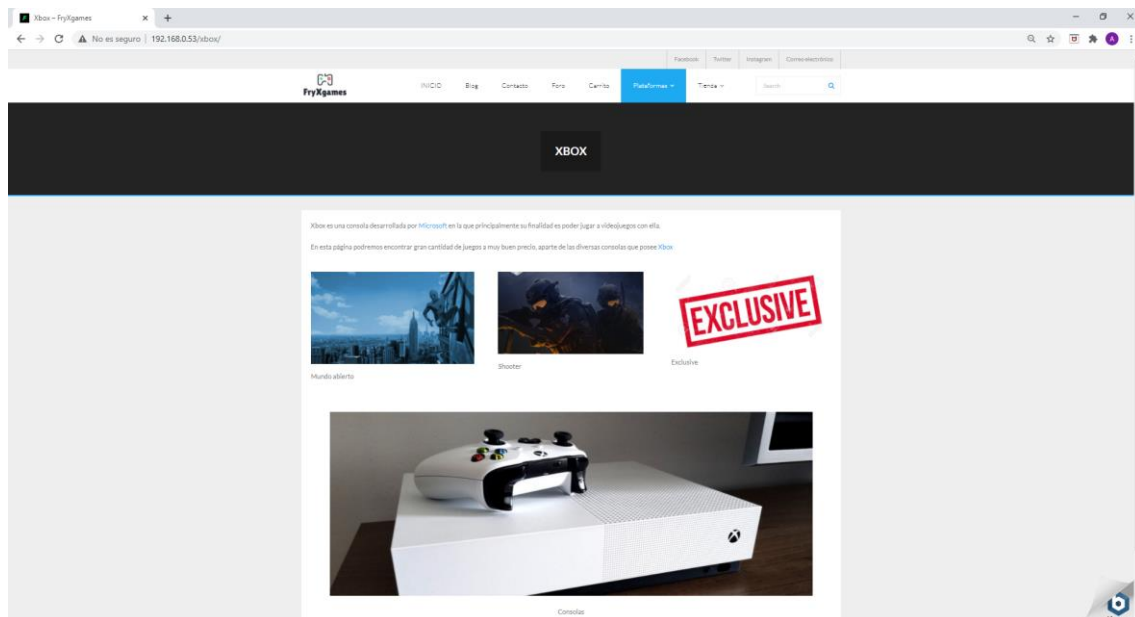 Xbox – FryXgames
No es seguro | 192.168.0.53/xbox/
A
Facebook Twitter Instagram Correo electrónico
FryXgames
INICIO Blog Contacto Foro Carrito Plataformas Tienda Search
XBOX
Xbox es una consola desarrollada por Microsoft en la que principalmente su finalidad es poder jugar a videojuegos con ella.
En esta página podremos encontrar gran cantidad de juegos a muy buen precio, aparte de las diversas consolas que posee Xbox
EXCLUSIVE
Mundo abierto
Shooter
Exclusive
Consolas